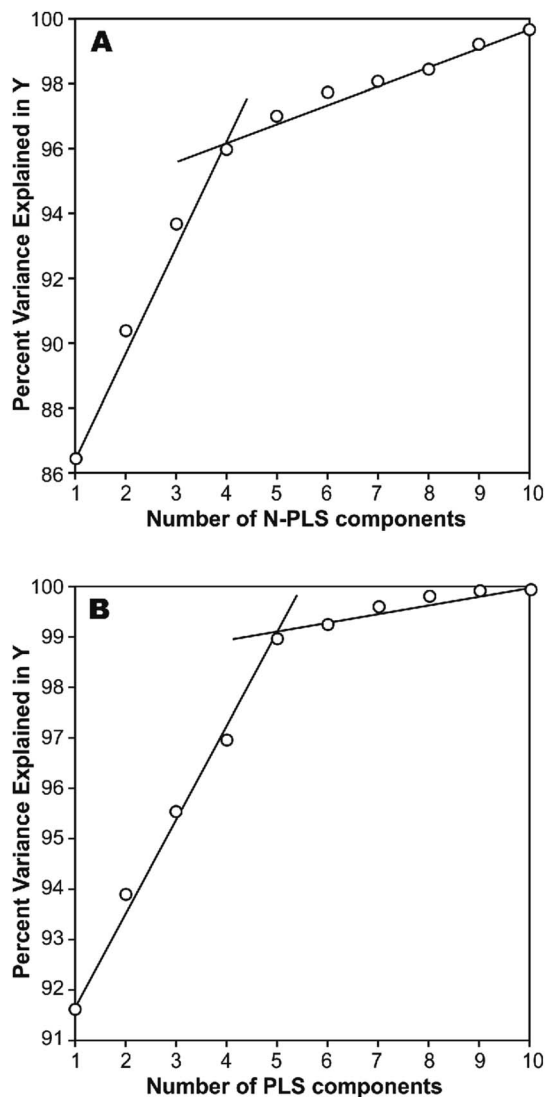 A
Percent Variance Explained in Y
100
98
96
94
92
90
88
86
1 2 3 4 5 6 7 8 9 10
Number of N-PLS components
B
Percent Variance Explained in Y
100
99
98
97
96
95
94
93
92
91
1 2 3 4 5 6 7 8 9 10
Number of PLS components